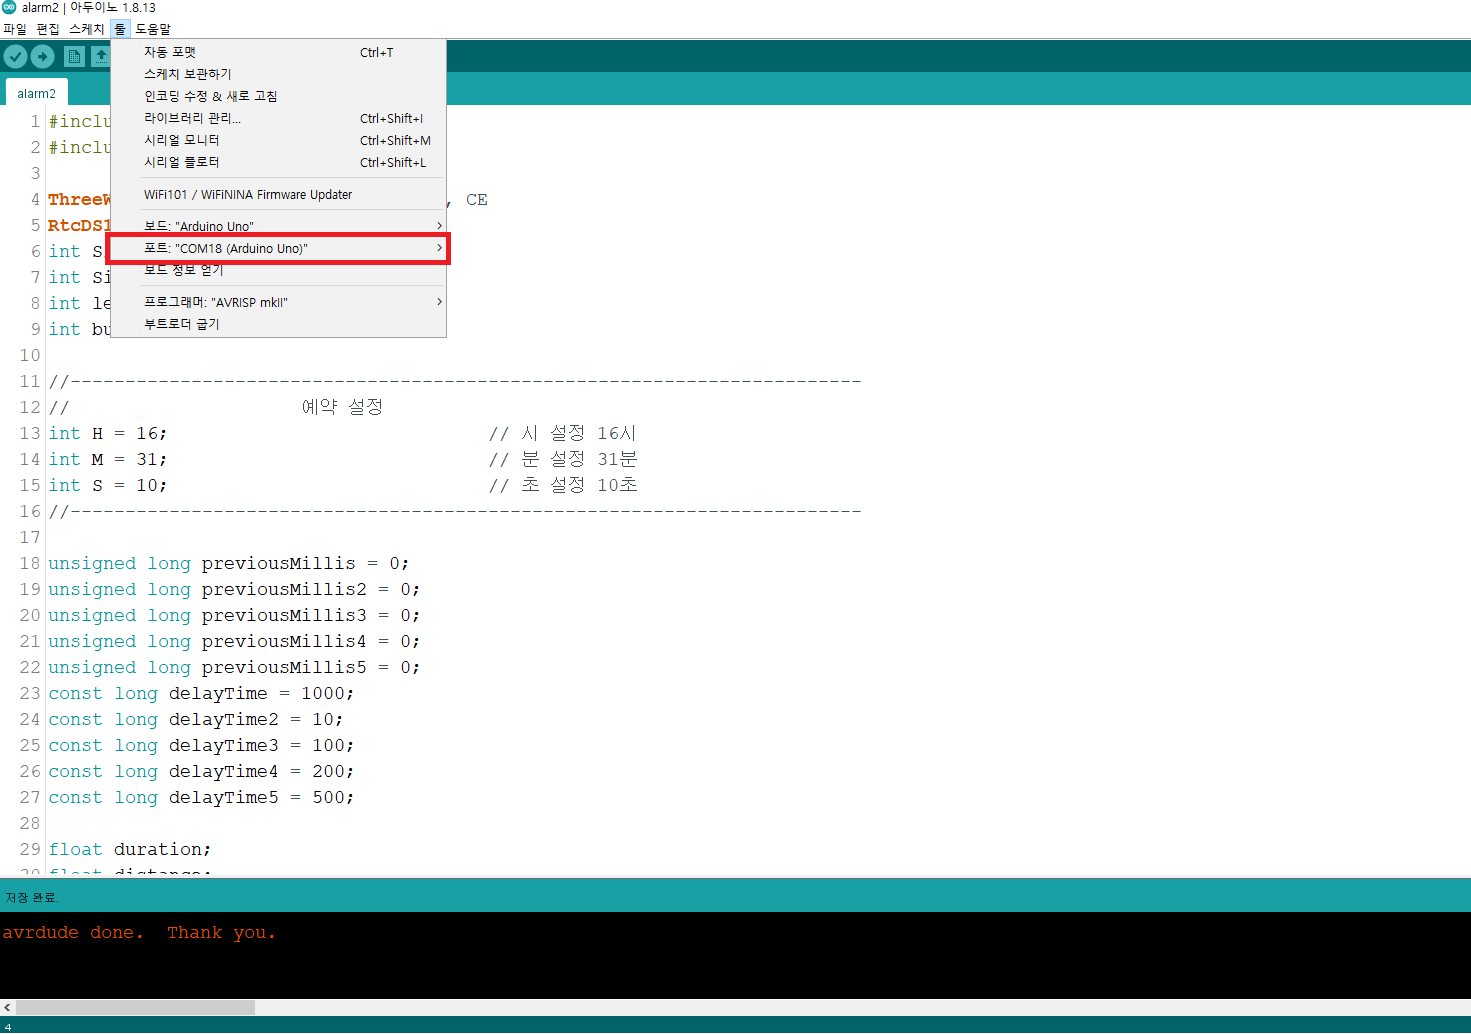 alarm2 | 아두이노 1.8.13
파일 편집 스케치 툴 도움말
자동 포맷 Ctrl+T
스케치 보관하기
인코딩 수정 & 새로 고침
라이브러리 관리... Ctrl+Shift+I
시리얼 모니터 Ctrl+Shift+M
시리얼 플로터 Ctrl+Shift+L
WiFi101 / WiFiNINA Firmware Updater
보드: "Arduino Uno"
포트: "COM18 (Arduino Uno)"
보드 정보 얻기
프로그래머: "AVRISP mkII"
부트로더 굽기
alarm2
1 #inclu
2 #inclu
3
4 ThreeW , CE
5 RtcDS1
6 int S
7 int Si
8 int le
9 int bu
10
11 //------------------------------------------------------------------------
12 // 예약 설정
13 int H = 16; // 시 설정 16시
14 int M = 31; // 분 설정 31분
15 int S = 10; // 초 설정 10초
16 //------------------------------------------------------------------------
17
18 unsigned long previousMillis = 0;
19 unsigned long previousMillis2 = 0;
20 unsigned long previousMillis3 = 0;
21 unsigned long previousMillis4 = 0;
22 unsigned long previousMillis5 = 0;
23 const long delayTime = 1000;
24 const long delayTime2 = 10;
25 const long delayTime3 = 100;
26 const long delayTime4 = 200;
27 const long delayTime5 = 500;
28
29 float duration;
30 float distance;
저장 완료.
avrdude done.  Thank you.
4